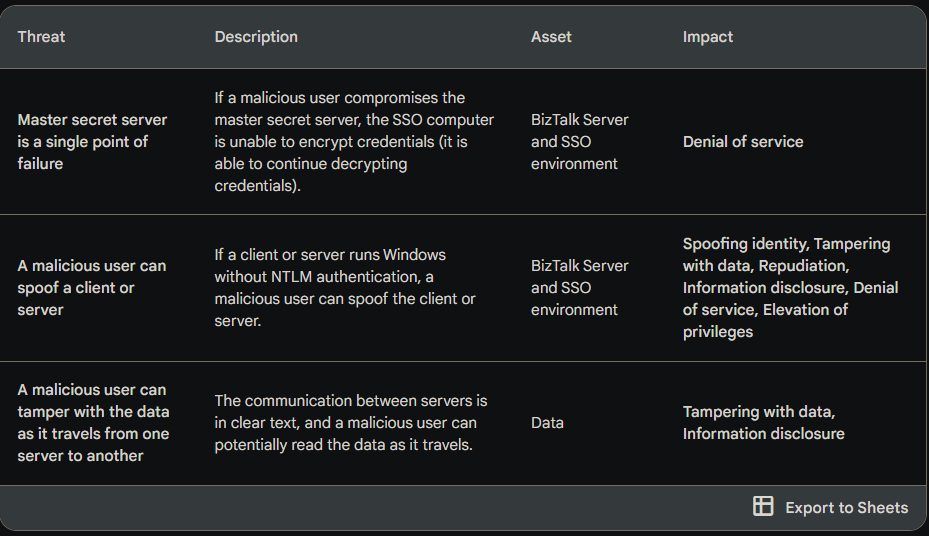 Threat
Description
Asset
Impact
Master secret server
is a single point of
failure
If a malicious user compromises the
master secret server, the SSO computer
is unable to encrypt credentials (it is
able to continue decrypting
credentials).
BizTalk Server
and SSO
environment
Denial of service
A malicious user can
spoof a client or
server
If a client or server runs Windows
without NTLM authentication, a
malicious user can spoof the client or
server.
BizTalk Server
and SSO
environment
Spoofing identity, Tampering
with data, Repudiation,
Information disclosure, Denial
of service, Elevation of
privileges
A malicious user can
tamper with the data
as it travels from one
server to another
The communication between servers is
in clear text, and a malicious user can
potentially read the data as it travels.
Data
Tampering with data,
Information disclosure
Export to Sheets